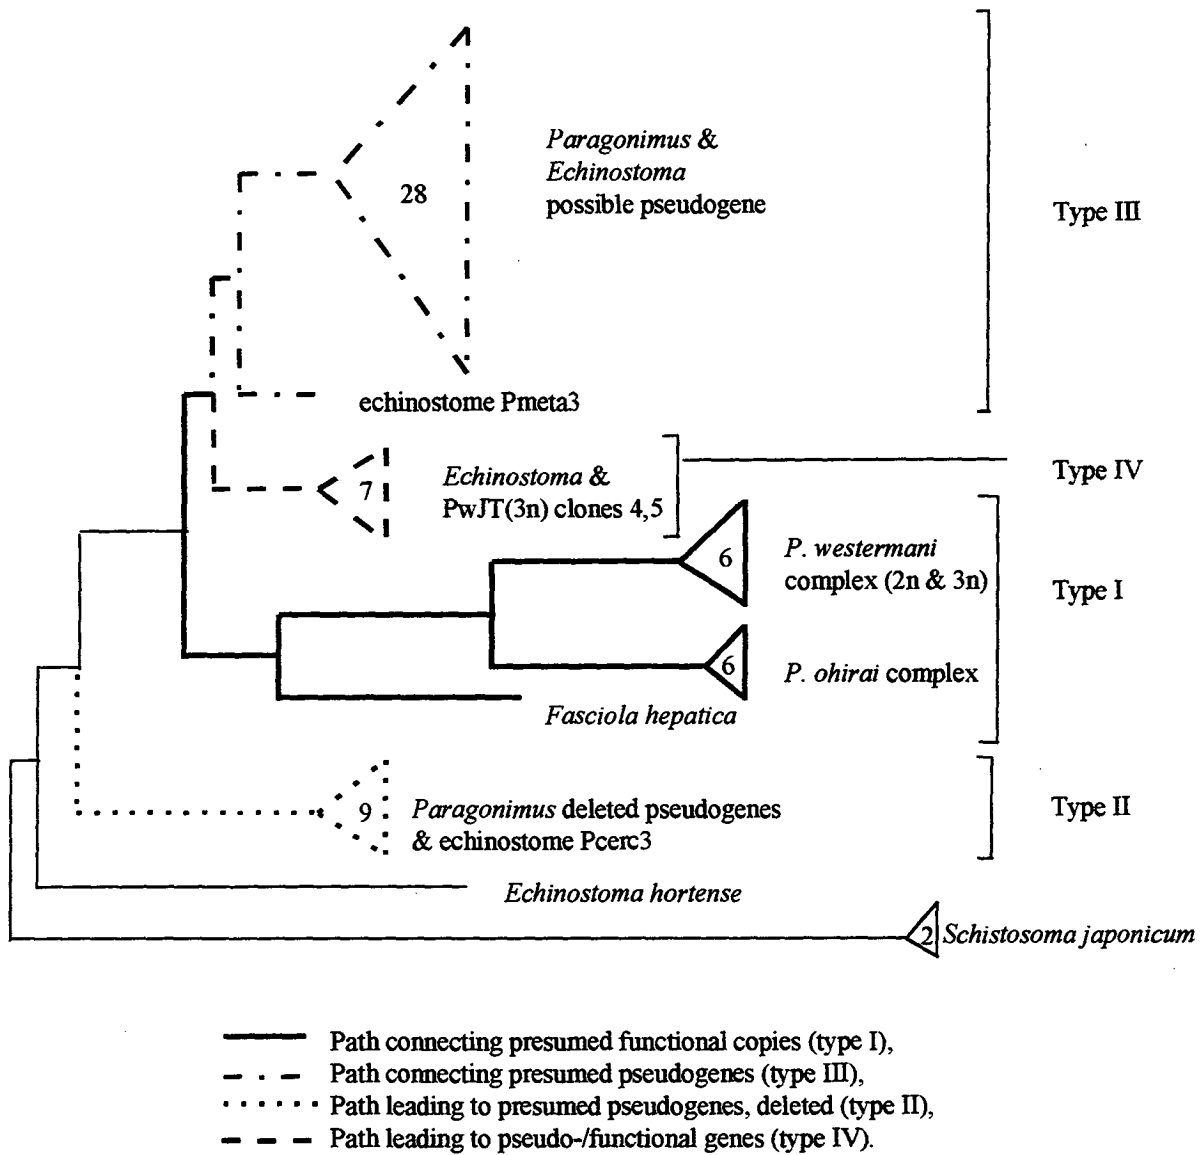 Paragonimus &
Echinostoma
possible pseudogene
28
Type III
echinostome Pmeta3
7
Echinostoma &
PwJT(3n) clones 4,5
Type IV
6
P. westermani
complex (2n & 3n)
Type I
6
P. ohirai complex
Fasciola hepatica
9
Paragonimus deleted pseudogenes
& echinostome Pcerc3
Type II
Echinostoma hortense
2
Schistosoma japonicum
Path connecting presumed functional copies (type I),
Path connecting presumed pseudogenes (type III),
Path leading to presumed pseudogenes, deleted (type II),
Path leading to pseudo-/functional genes (type IV).